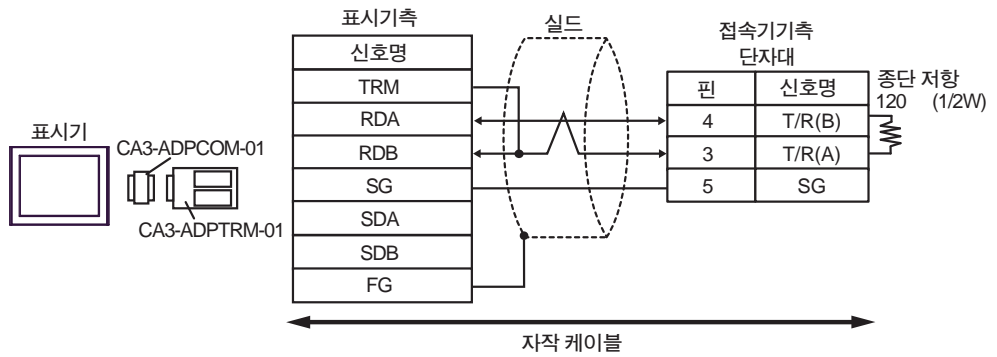 표시기
CA3-ADPCOM-01
CA3-ADPTRM-01
표시기측
신호명
TRM
RDA
RDB
SG
SDA
SDB
FG
실드
접속기기측
단자대
핀 신호명
4 T/R(B)
3 T/R(A)
5 SG
종단 저항
120 (1/2W)
자작 케이블